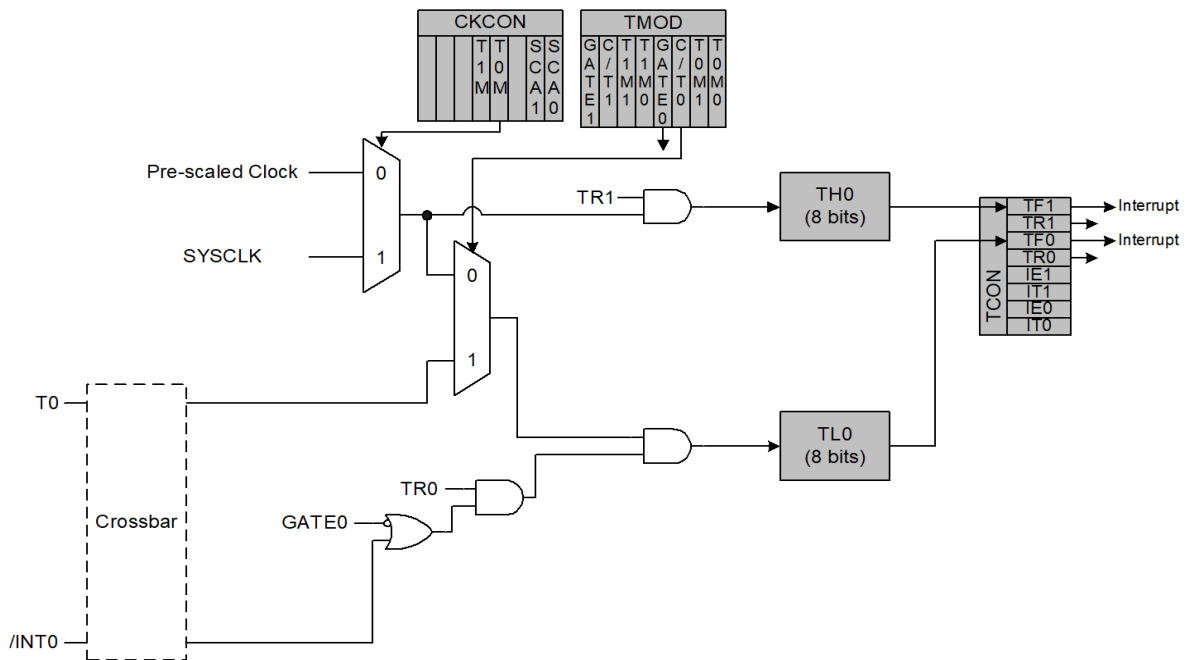 CKCON
TMOD
T1M
T0M
SCA1
SCA0
GATE1
C/T1
T1M1
T1M0
GATE0
C/T0
T0M1
T0M0
Pre-scaled Clock
0
SYSCLK
1
TR1
TH0
(8 bits)
TCON
TF1
TR1
TF0
TR0
IE1
IT1
IE0
IT0
Interrupt
Interrupt
0
1
T0
Crossbar
TL0
(8 bits)
TR0
GATE0
/INT0